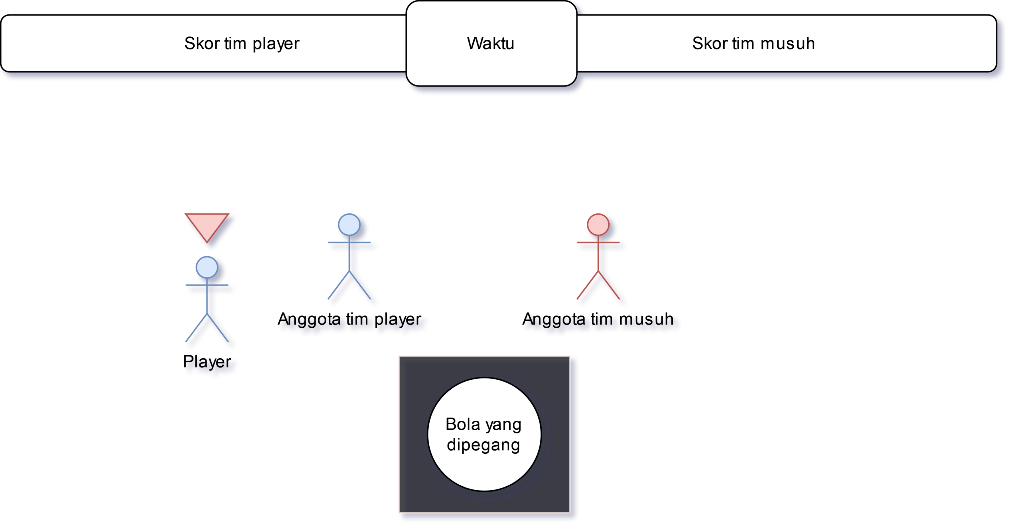 Skor tim player
Waktu
Skor tim musuh
Anggota tim player
Anggota tim musuh
Player
Bola yang
dipegang